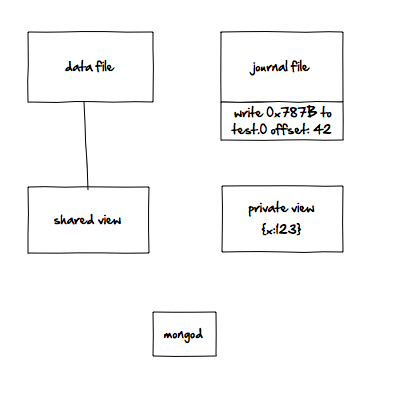 data file
journal file
write 0x787B to
test.0 offset: 42
shared view
private view
{x:123}
mongod